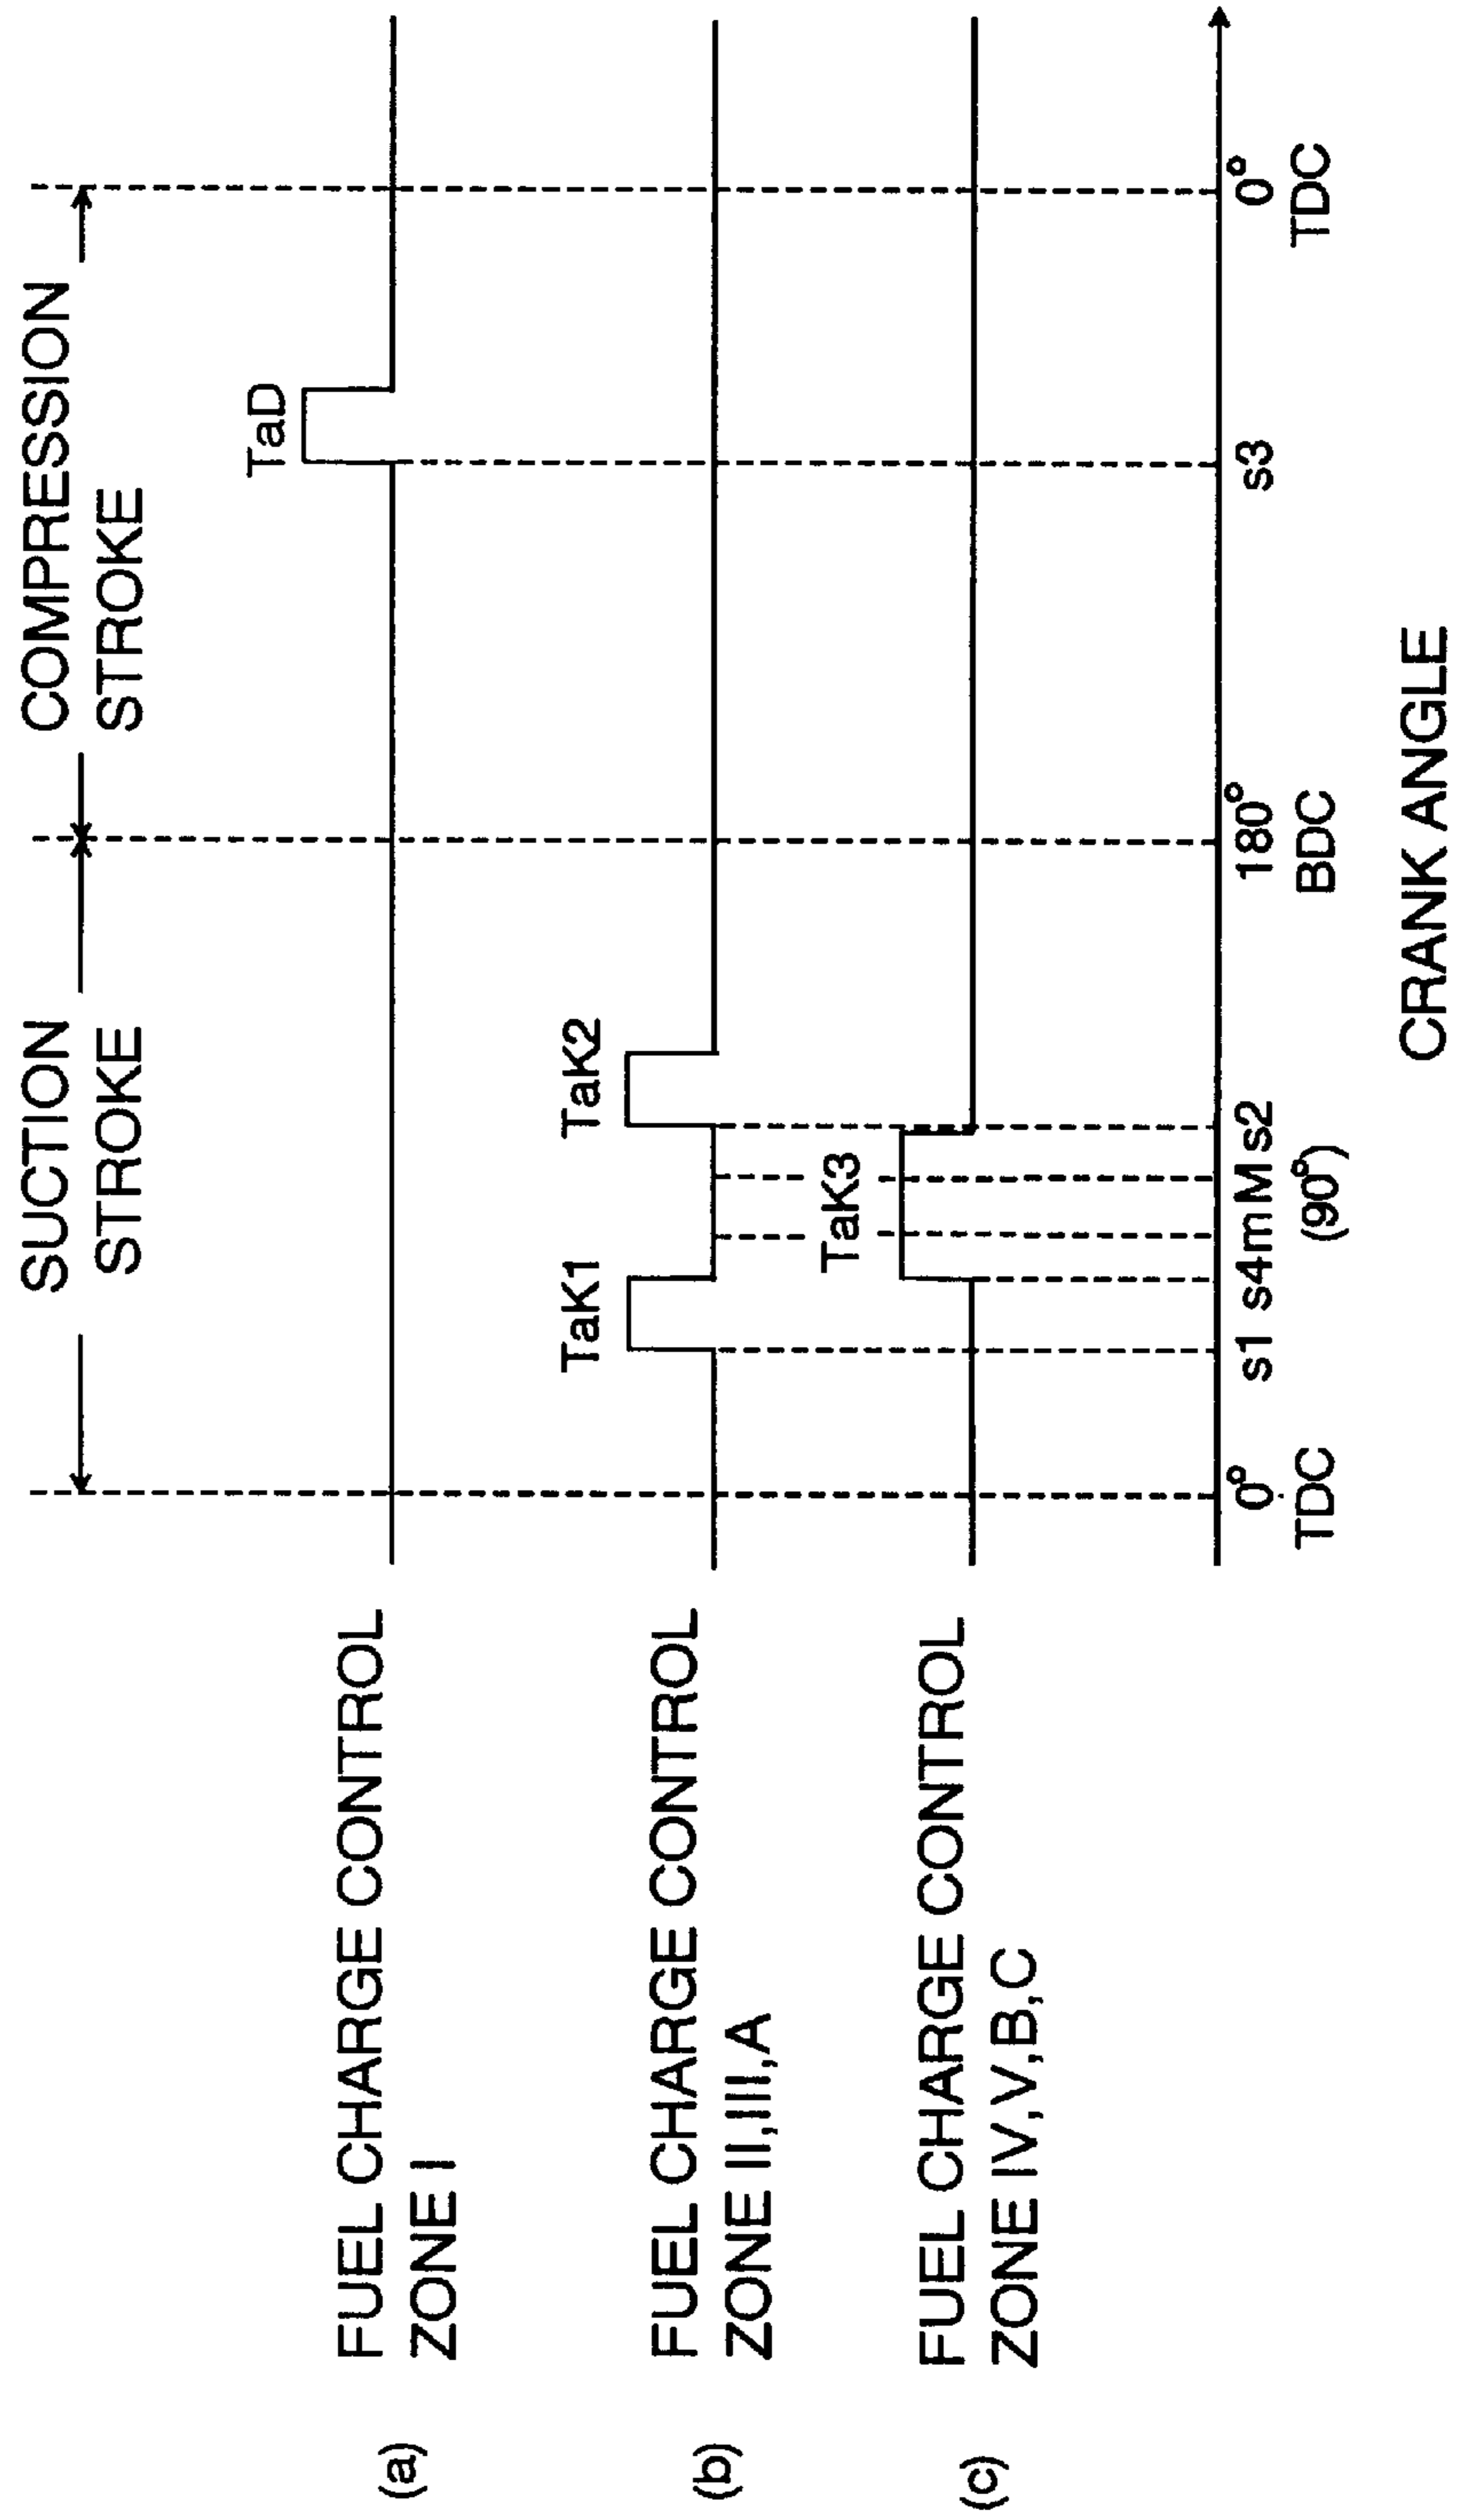 SUCTION
STROKE
COMPRESSION
STROKE
TaD
(a)
FUEL CHARGE CONTROL
ZONE I
TaK1
TaK2
(b)
FUEL CHARGE CONTROL
ZONE II,III,A
TaK3
(c)
FUEL CHARGE CONTROL
ZONE IV,V,B,C
0° s1 s4 m M s2 180° s3 0°
TDC (90°) BDC TDC
CRANK ANGLE